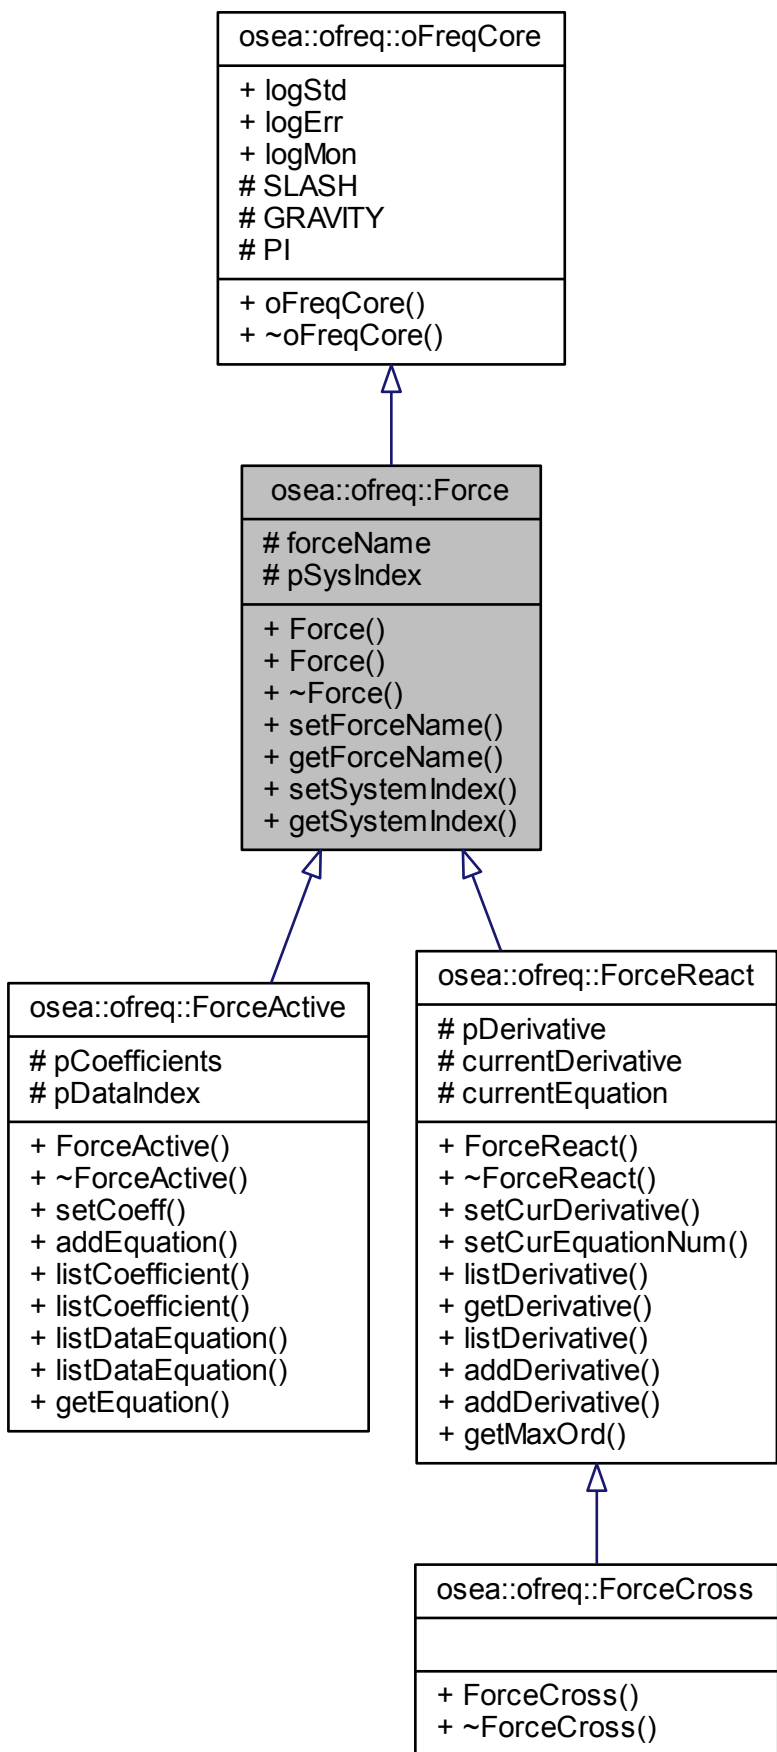 osea::ofreq::oFreqCore
+ logStd
+ logErr
+ logMon
# SLASH
# GRAVITY
# PI
+ oFreqCore()
+ ~oFreqCore()
osea::ofreq::Force
# forceName
# pSysIndex
+ Force()
+ Force()
+ ~Force()
+ setForceName()
+ getForceName()
+ setSystemIndex()
+ getSystemIndex()
osea::ofreq::ForceActive
# pCoefficients
# pDataIndex
+ ForceActive()
+ ~ForceActive()
+ setCoeff()
+ addEquation()
+ listCoefficient()
+ listCoefficient()
+ listDataEquation()
+ listDataEquation()
+ getEquation()
osea::ofreq::ForceReact
# pDerivative
# currentDerivative
# currentEquation
+ ForceReact()
+ ~ForceReact()
+ setCurDerivative()
+ setCurEquationNum()
+ listDerivative()
+ getDerivative()
+ listDerivative()
+ addDerivative()
+ addDerivative()
+ getMaxOrd()
osea::ofreq::ForceCross
+ ForceCross()
+ ~ForceCross()